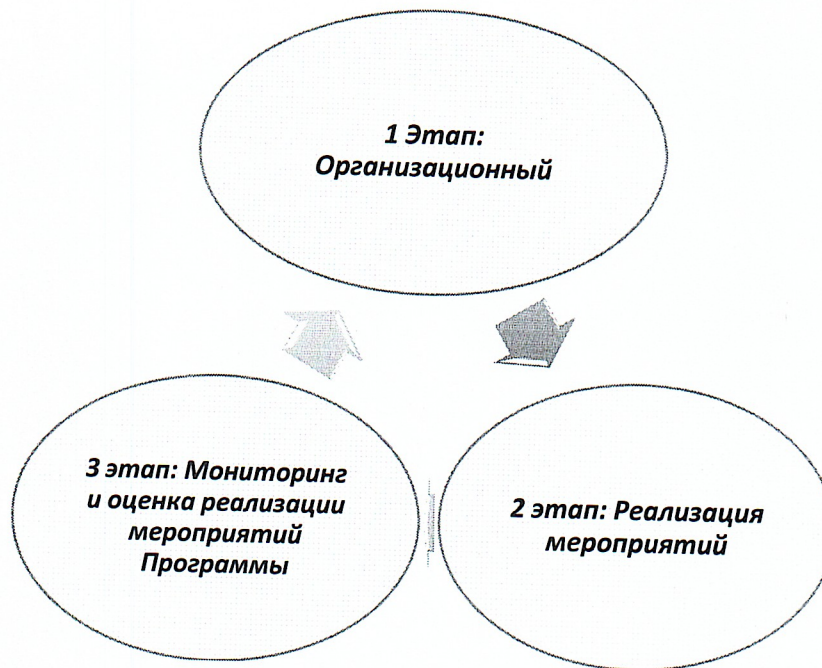 1 Этап:
Организационный
3 этап: Мониторинг
и оценка реализации
мероприятий
Программы
2 этап: Реализация
мероприятий